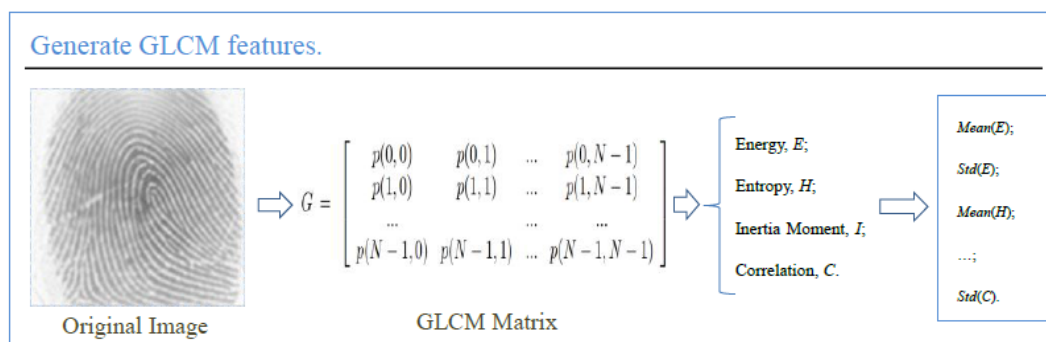 Generate GLCM features.
G =
p(0,0) p(0,1) ... p(0,N−1)
p(1,0) p(1,1) ... p(1,N−1)
... ... ...
p(N−1,0) p(N−1,1) ... p(N−1,N−1)
Energy, E;
Entropy, H;
Inertia Moment, I;
Correlation, C.
Mean(E);
Std(E);
Mean(H);
...;
Std(C).
Original Image
GLCM Matrix